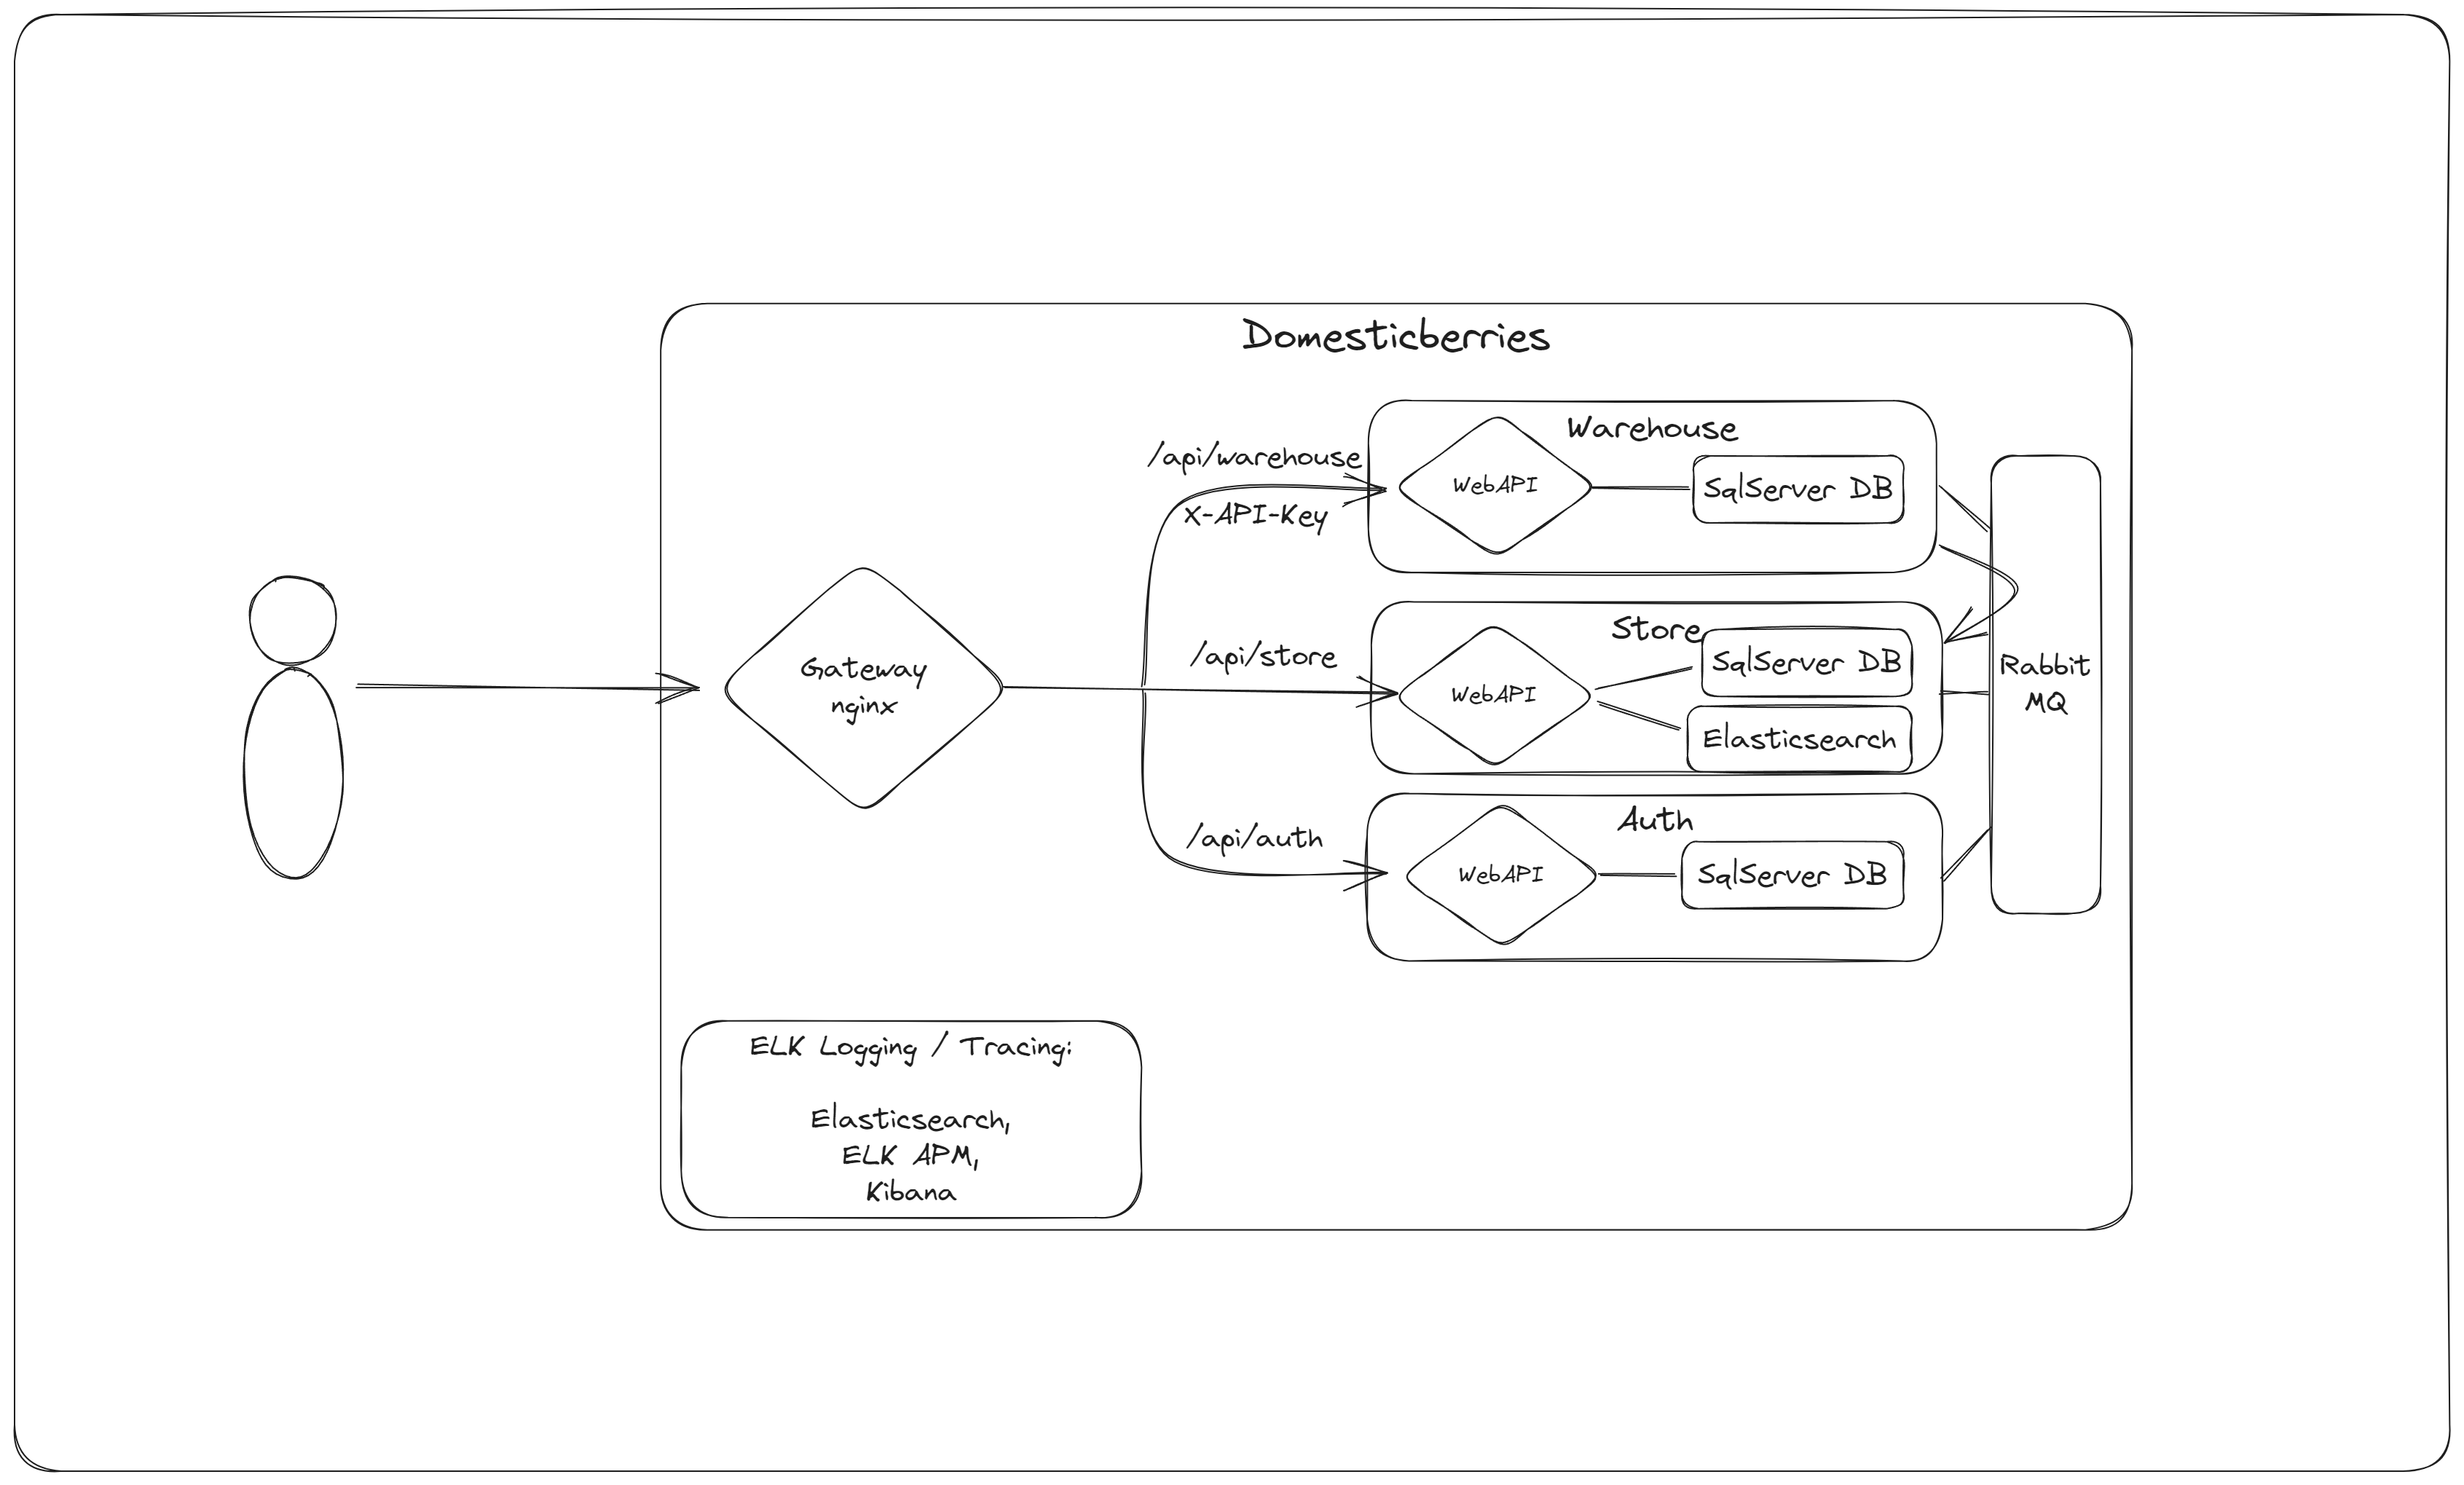 Domesticberries
Gateway
nginx
/api/warehouse
X-API-Key
/api/store
/api/auth
Warehouse
WebAPI
SqlServer DB
Store
WebAPI
SqlServer DB
Elasticsearch
Auth
WebAPI
SqlServer DB
Rabbit
MQ
ELK Logging / Tracing:
Elasticsearch,
ELK APM,
Kibana